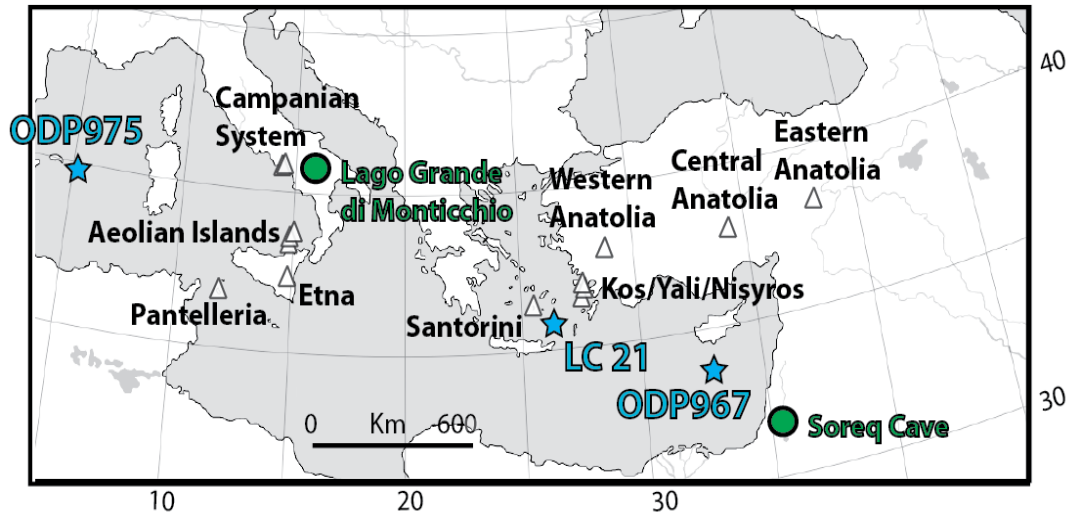 40
Campanian
System
ODP975
Eastern
Anatolia
Central
Anatolia
Lago Grande
di Monticchio
Western
Anatolia
Aeolian Islands
Etna
Kos/Yali/Nisyros
Pantelleria
Santorini
LC 21
ODP967
30
0 Km 600
Soreq Cave
10 20 30